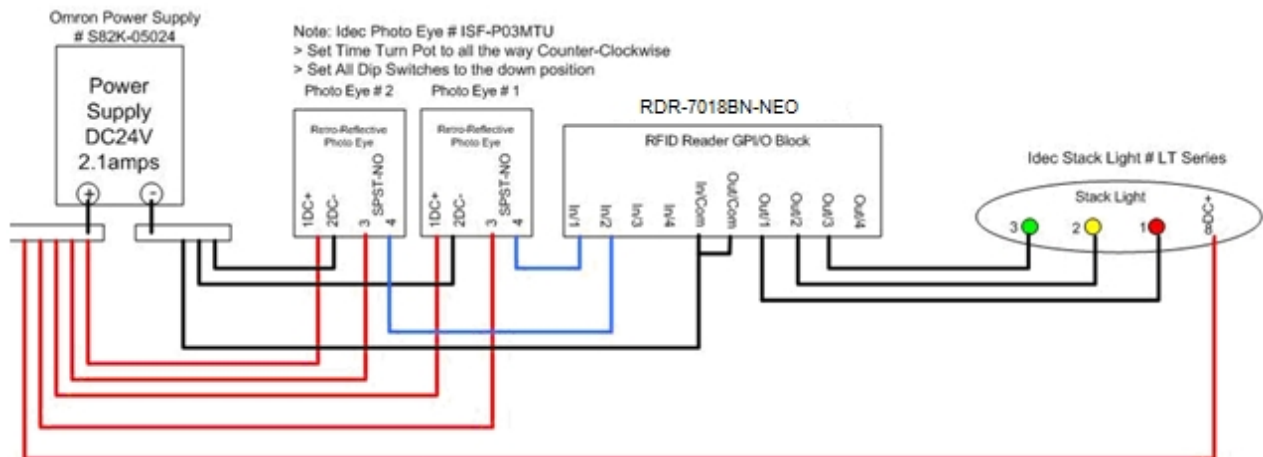 Omron Power Supply
# S82K-05024
Power
Supply
DC24V
2.1amps
+
-
Note: Idec Photo Eye # ISF-P03MTU
> Set Time Turn Pot to all the way Counter-Clockwise
> Set All Dip Switches to the down position
Photo Eye # 2
Retro-Reflective
Photo Eye
1DC+
2DC-
3
SPST-NO
4
Photo Eye # 1
Retro-Reflective
Photo Eye
1DC+
2DC-
3
SPST-NO
4
RDR-7018BN-NEO
RFID Reader GPI/O Block
In/1
In/2
In/3
In/4
In/Com
Out/Com
Out/1
Out/2
Out/3
Out/4
Idec Stack Light # LT Series
Stack Light
3
2
1
8DC+